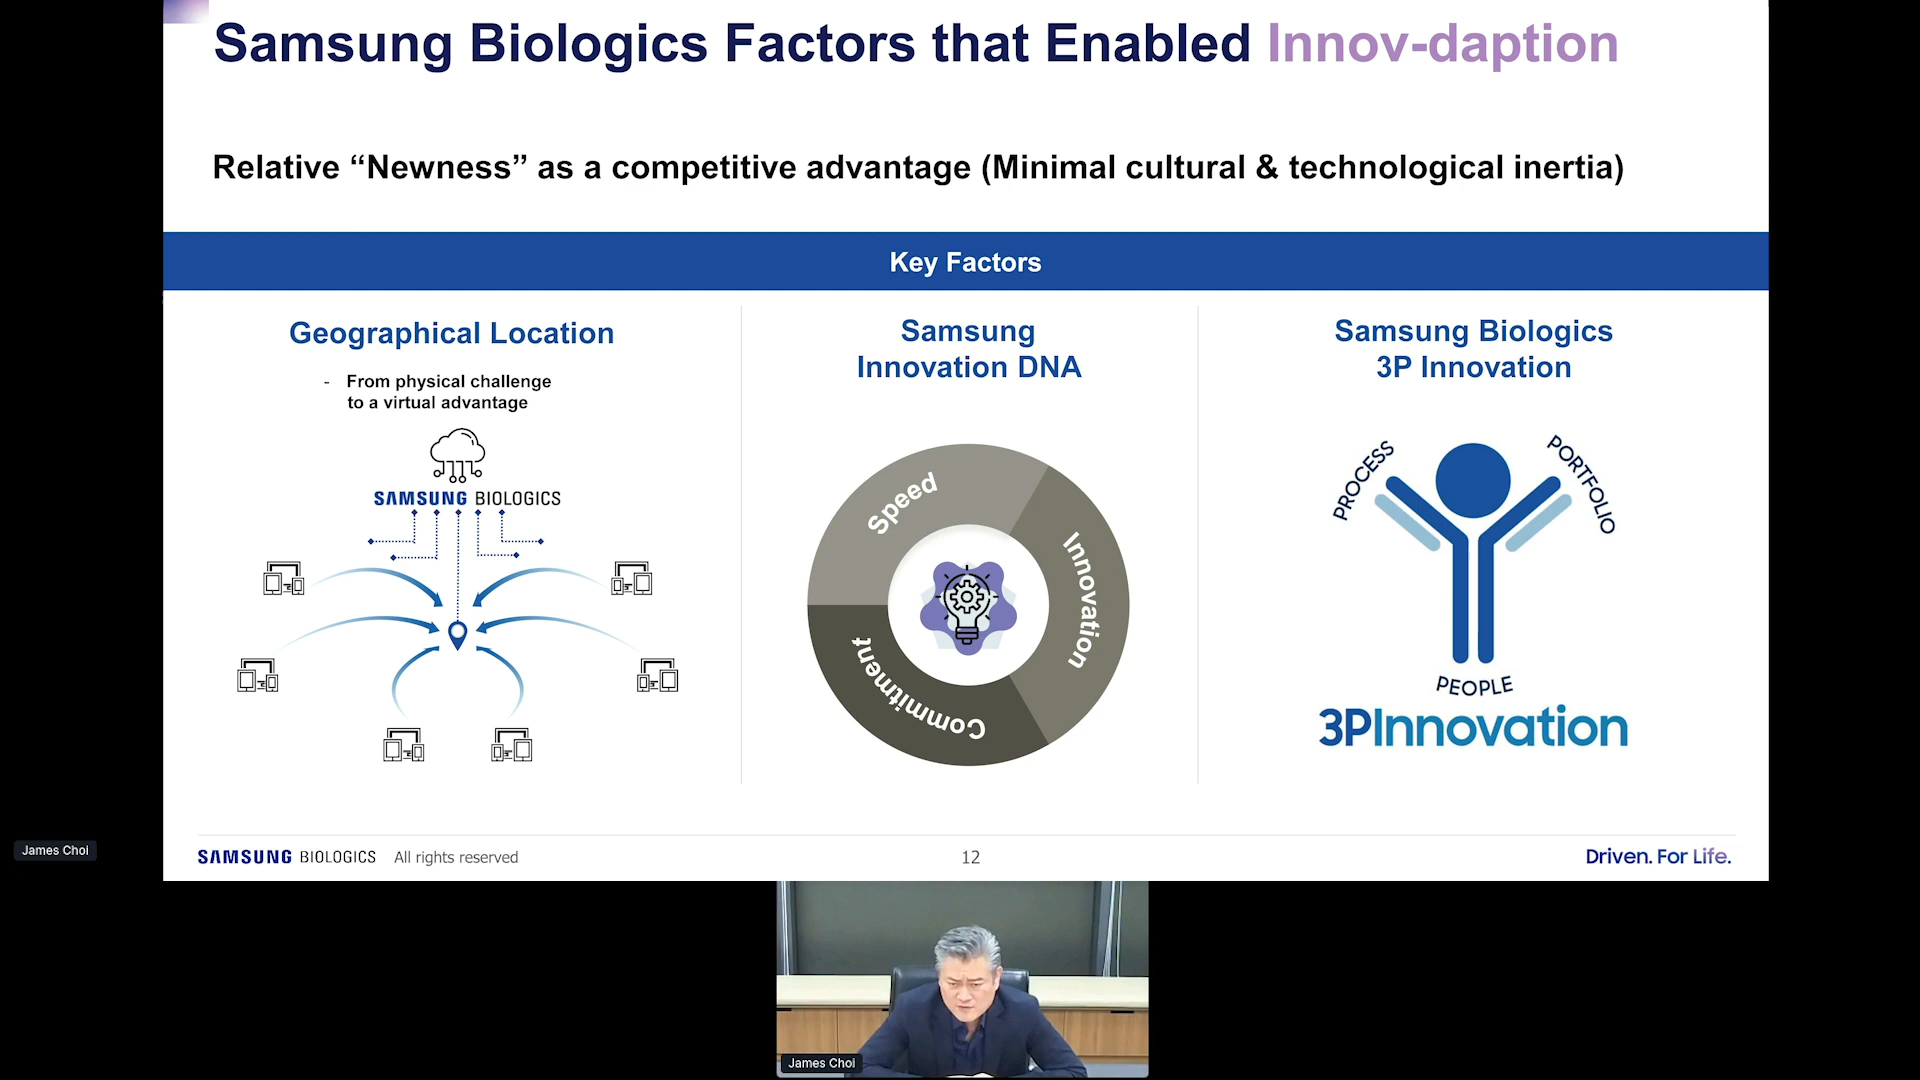 Samsung Biologics Factors that Enabled Innov-daption
Relative “Newness” as a competitive advantage (Minimal cultural & technological inertia)
Key Factors
Geographical Location
- From physical challenge
to a virtual advantage
SAMSUNG BIOLOGICS
Samsung
Innovation DNA
Speed
Innovation
Commitment
Samsung Biologics
3P Innovation
PROCESS
PORTFOLIO
PEOPLE
3PInnovation
SAMSUNG BIOLOGICS All rights reserved
12
Driven. For Life.
James Choi
James Choi